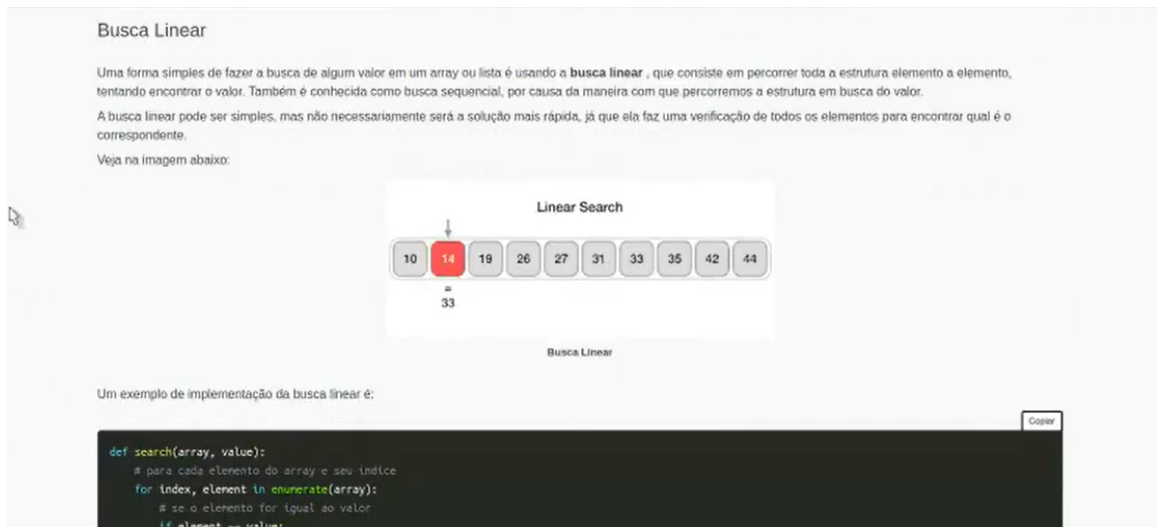 Busca Linear
Uma forma simples de fazer a busca de algum valor em um array ou lista é usando a busca linear , que consiste em percorrer toda a estrutura elemento a elemento,
tentando encontrar o valor. Também é conhecida como busca sequencial, por causa da maneira com que percorremos a estrutura em busca do valor.
A busca linear pode ser simples, mas não necessariamente será a solução mais rápida, já que ela faz uma verificação de todos os elementos para encontrar qual é o
correspondente.
Veja na imagem abaixo:
Linear Search
10 14 19 26 27 31 33 35 42 44
=
33
Busca Linear
Um exemplo de implementação da busca linear é:
Copiar
def search(array, value):
# para cada elemento do array e seu índice
for index, element in enumerate(array):
# se o elemento for igual ao valor
if element == value: